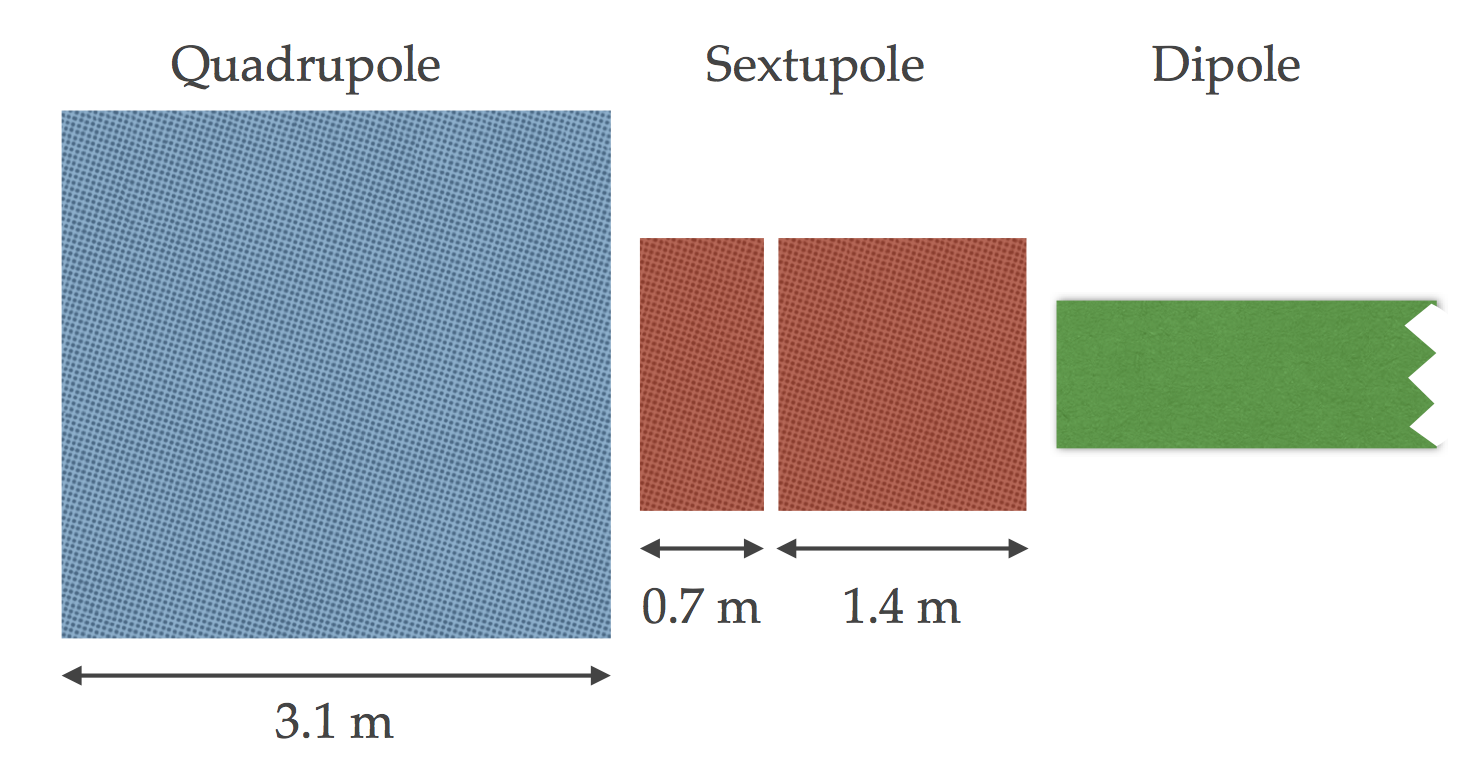 Quadrupole
Sextupole
Dipole
0.7 m
1.4 m
3.1 m